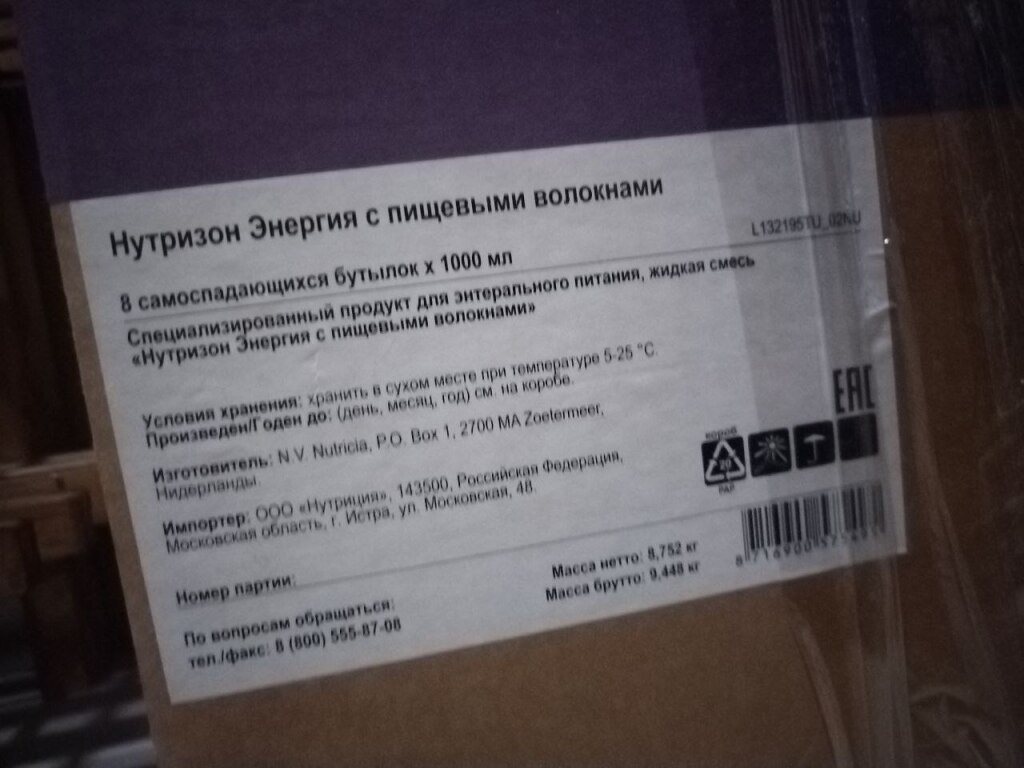 Нутризон Энергия с пищевыми волокнами
8 самоспадающихся бутылок x 1000 мл
Специализированный продукт для энтерального питания, жидкая смесь
«Нутризон Энергия с пищевыми волокнами»
Условия хранения: хранить в сухом месте при температуре 5-25 °C.
Произведен/Годен до: (день, месяц, год) см. на коробе.
Изготовитель: N.V. Nutricia, P.O. Box 1, 2700 MA Zoetermeer,
Нидерланды.
Импортер: ООО «Нутриция», 143500, Российская Федерация,
Московская область, г. Истра, ул. Московская, 48.
EAC
короб
20
PAP
Номер партии:
Масса нетто: 8,752 кг
Масса брутто: 9,448 кг
По вопросам обращаться:
тел./факс: 8 (800) 555-87-08